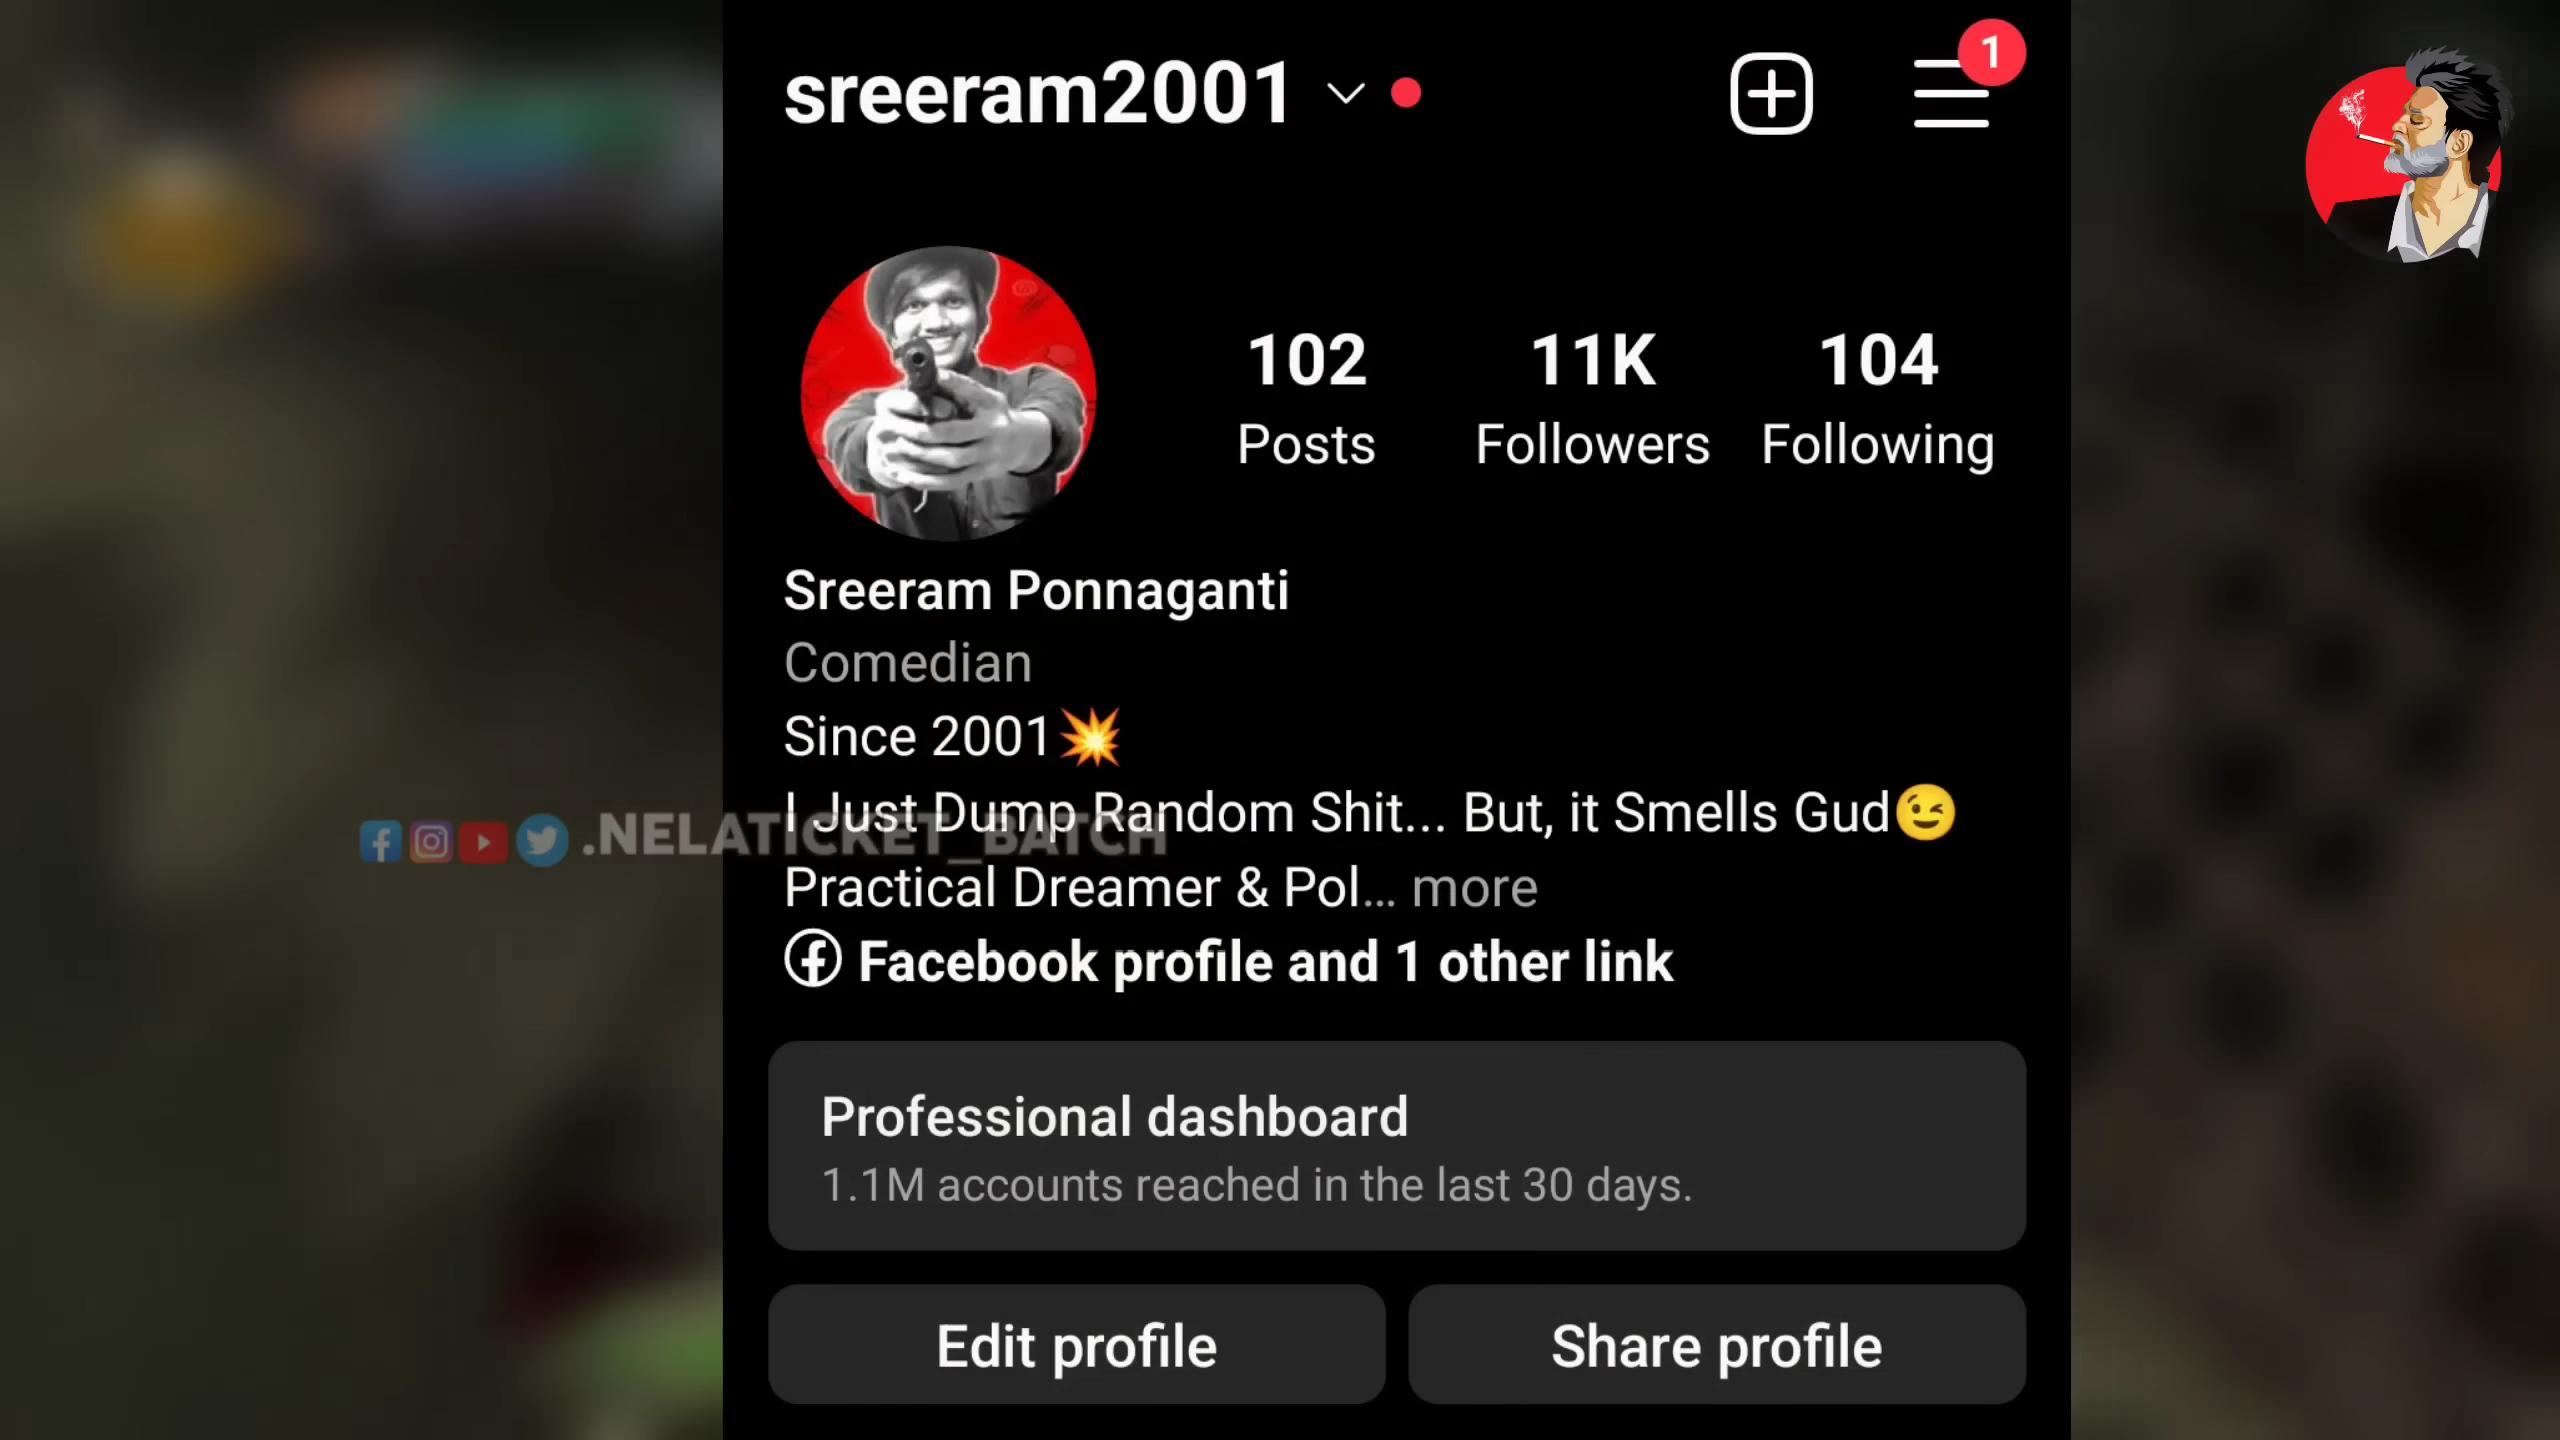 sreeram2001
1
102 11K 104
Posts Followers Following
Sreeram Ponnaganti
Comedian
Since 2001💥
I Just Dump Random Shit... But, it Smells Gud😉
.NELATICKET_BATCH
Practical Dreamer & Pol... more
Facebook profile and 1 other link
Professional dashboard
1.1M accounts reached in the last 30 days.
Edit profile
Share profile